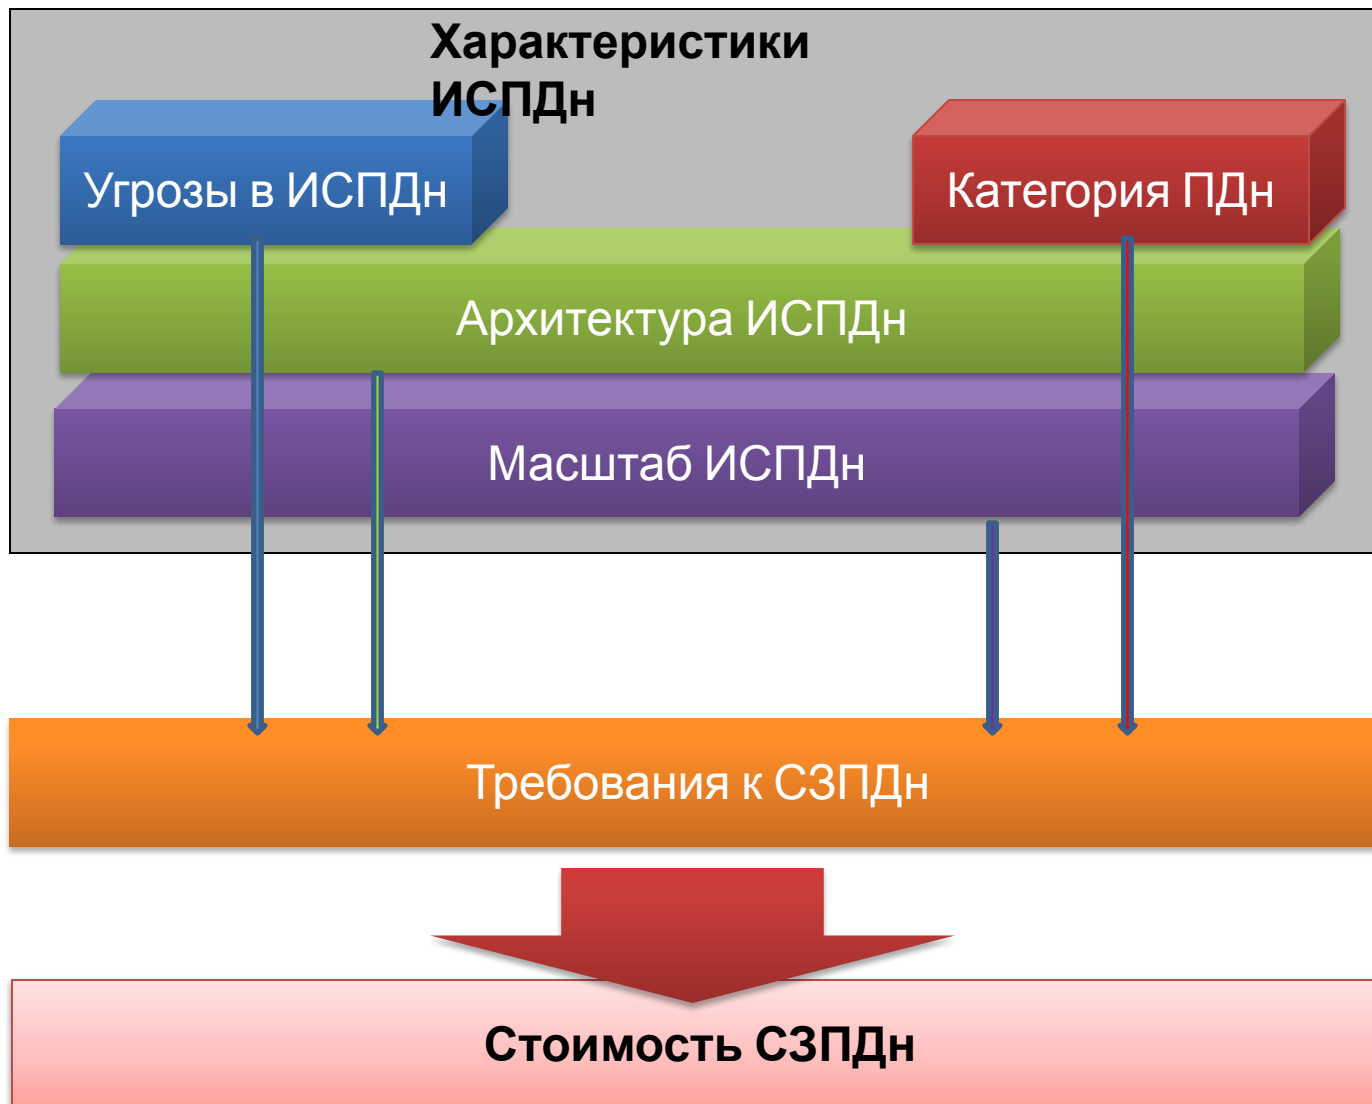 Характеристики
ИСПДн
Угрозы в ИСПДн
Категория ПДн
Архитектура ИСПДн
Масштаб ИСПДн
Требования к СЗПДн
Стоимость СЗПДн